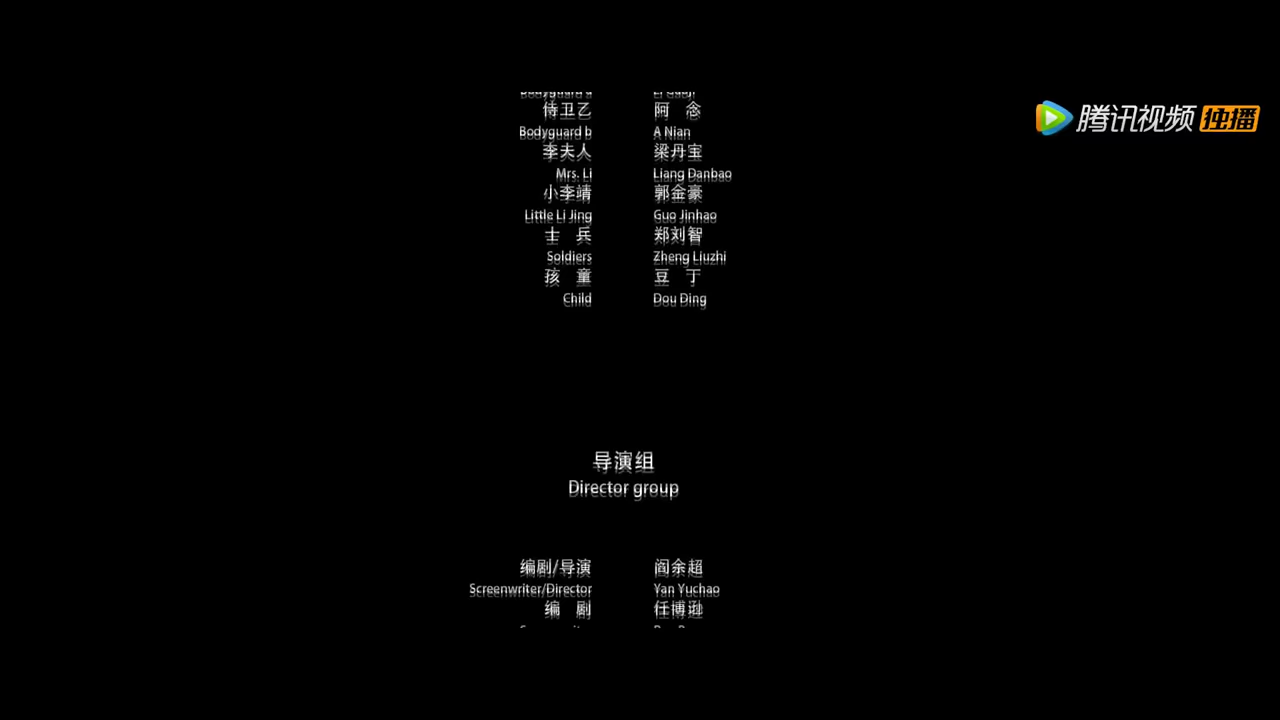 Bodyguard a Li Guoji
侍卫乙 阿 念
Bodyguard b A Nian
李夫人 梁丹宝
Mrs. Li Liang Danbao
小李靖 郭金豪
Little Li Jing Guo Jinhao
士 兵 郑刘智
Soldiers Zheng Liuzhi
孩 童 豆 丁
Child Dou Ding
腾讯视频 独播
导演组
Director group
编剧/导演 阎余超
Screenwriter/Director Yan Yuchao
编 剧 任博逊